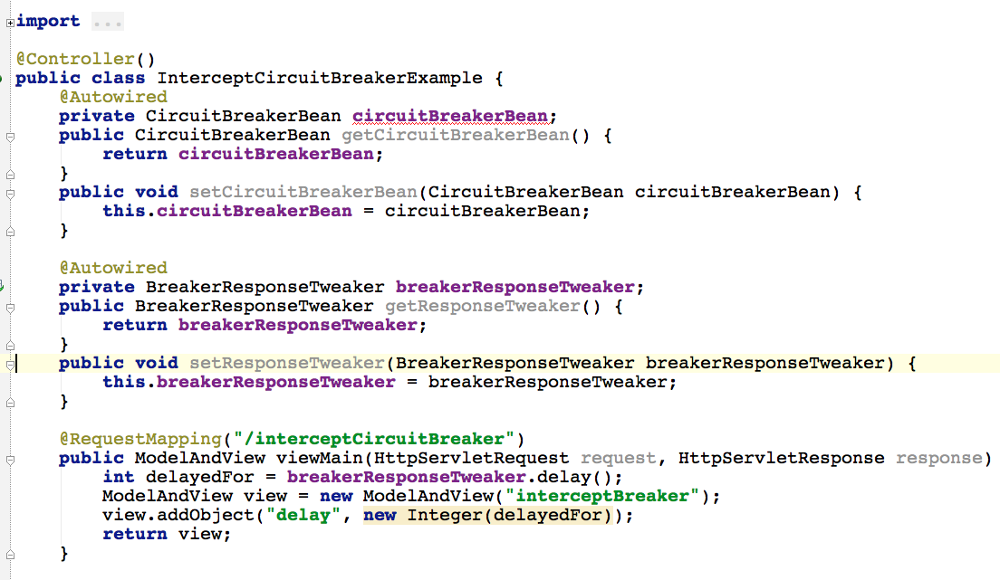 import ...
@Controller()
public class InterceptCircuitBreakerExample {
    @Autowired
    private CircuitBreakerBean circuitBreakerBean;
    public CircuitBreakerBean getCircuitBreakerBean() {
        return circuitBreakerBean;
    }
    public void setCircuitBreakerBean(CircuitBreakerBean circuitBreakerBean) {
        this.circuitBreakerBean = circuitBreakerBean;
    }
    @Autowired
    private BreakerResponseTweaker breakerResponseTweaker;
    public BreakerResponseTweaker getResponseTweaker() {
        return breakerResponseTweaker;
    }
    public void setResponseTweaker(BreakerResponseTweaker breakerResponseTweaker) {
        this.breakerResponseTweaker = breakerResponseTweaker;
    }
    @RequestMapping("/interceptCircuitBreaker")
    public ModelAndView viewMain(HttpServletRequest request, HttpServletResponse response)
        int delayedFor = breakerResponseTweaker.delay();
        ModelAndView view = new ModelAndView("interceptBreaker");
        view.addObject("delay", new Integer(delayedFor));
        return view;
    }